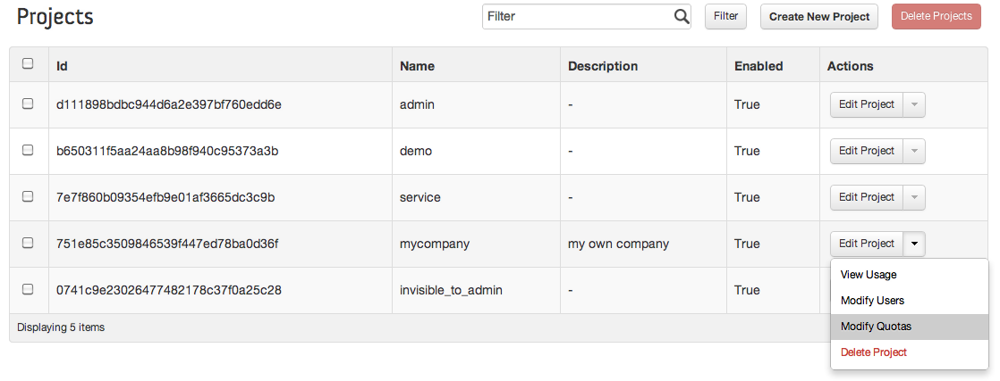 Projects
Filter Filter Create New Project Delete Projects
Id Name Description Enabled Actions
d111898bdbc944d6a2e397bf760edd6e admin - True Edit Project
b650311f5aa24aa8b98f940c95373a3b demo - True Edit Project
7e7f860b09354efb9e01af3665dc3c9b service - True Edit Project
751e85c3509846539f447ed78ba0d36f mycompany my own company True Edit Project
0741c9e23026477482178c37f0a25c28 invisible_to_admin - True
Displaying 5 items
View Usage
Modify Users
Modify Quotas
Delete Project